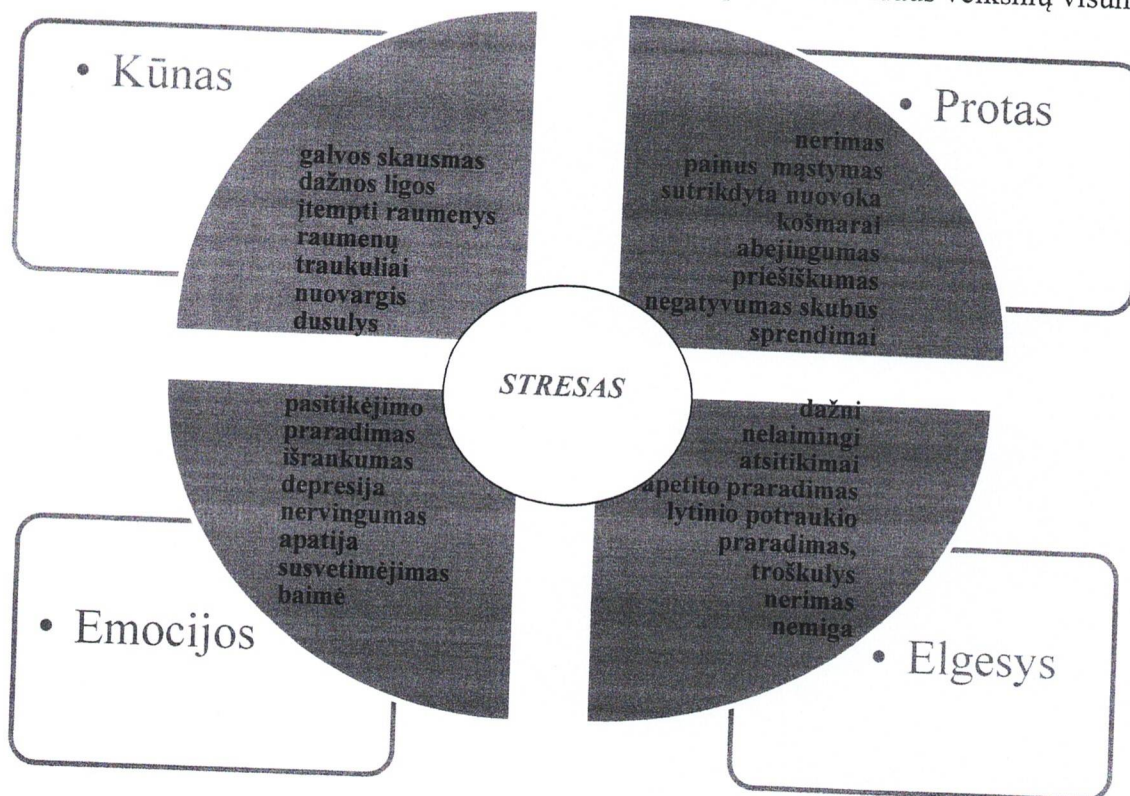 veiksnių
• Kūnas
galvos skausmas
dažnos ligos
įtempti raumenys
raumenų
traukuliai
nuovargis
dusulys
• Protas
nerimas
painus mąstymas
sutrikdyta nuovoka
košmarai
abejingumas
priešiškumas
negatyvumas skubūs
sprendimai
STRESAS
pasitikėjimo
praradimas
išrankumas
depresija
nervingumas
apatija
susvetimėjimas
baimė
• Emocijos
dažni
nelaimingi
atsitikimai
apetito praradimas
lytinio potraukio
praradimas,
troškulys
nerimas
nemiga
• Elgesys